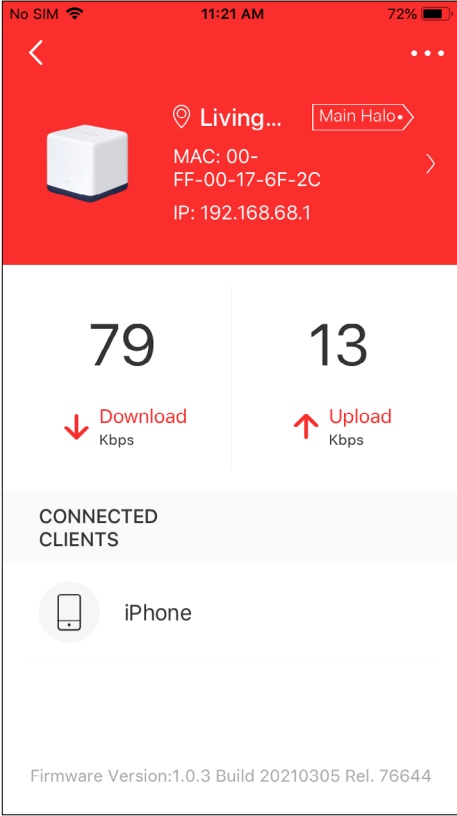 No SIM 11:21 AM 72%
Living... Main Halo
MAC: 00-
FF-00-17-6F-2C
IP: 192.168.68.1
79 13
Download Upload
Kbps Kbps
CONNECTED
CLIENTS
iPhone
Firmware Version:1.0.3 Build 20210305 Rel. 76644